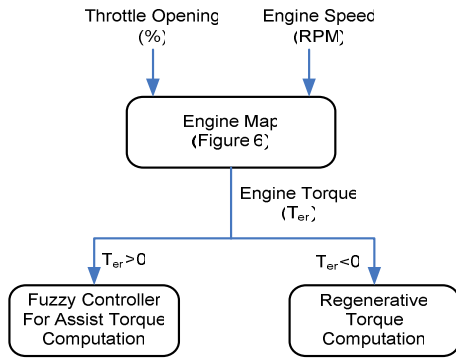 Throttle Opening
(%)
Engine Speed
(RPM)
Engine Map
(Figure 6)
Engine Torque
(Tₑᵣ)
Tₑᵣ>0
Tₑᵣ<0
Fuzzy Controller
For Assist Torque
Computation
Regenerative
Torque
Computation